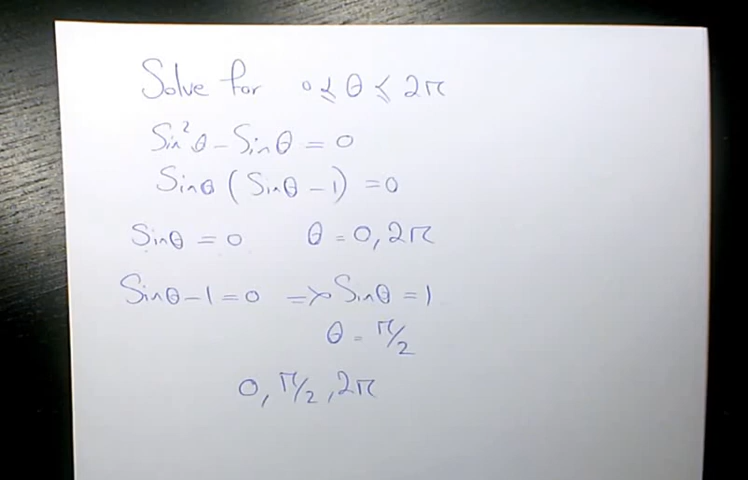 Solve for 0 ≤ θ ≤ 2π
Sin²θ - Sinθ = 0
Sinθ (Sinθ - 1) = 0
Sinθ = 0 θ = 0, 2π
Sinθ - 1 = 0 => Sinθ = 1
θ = π/2
0, π/2, 2π